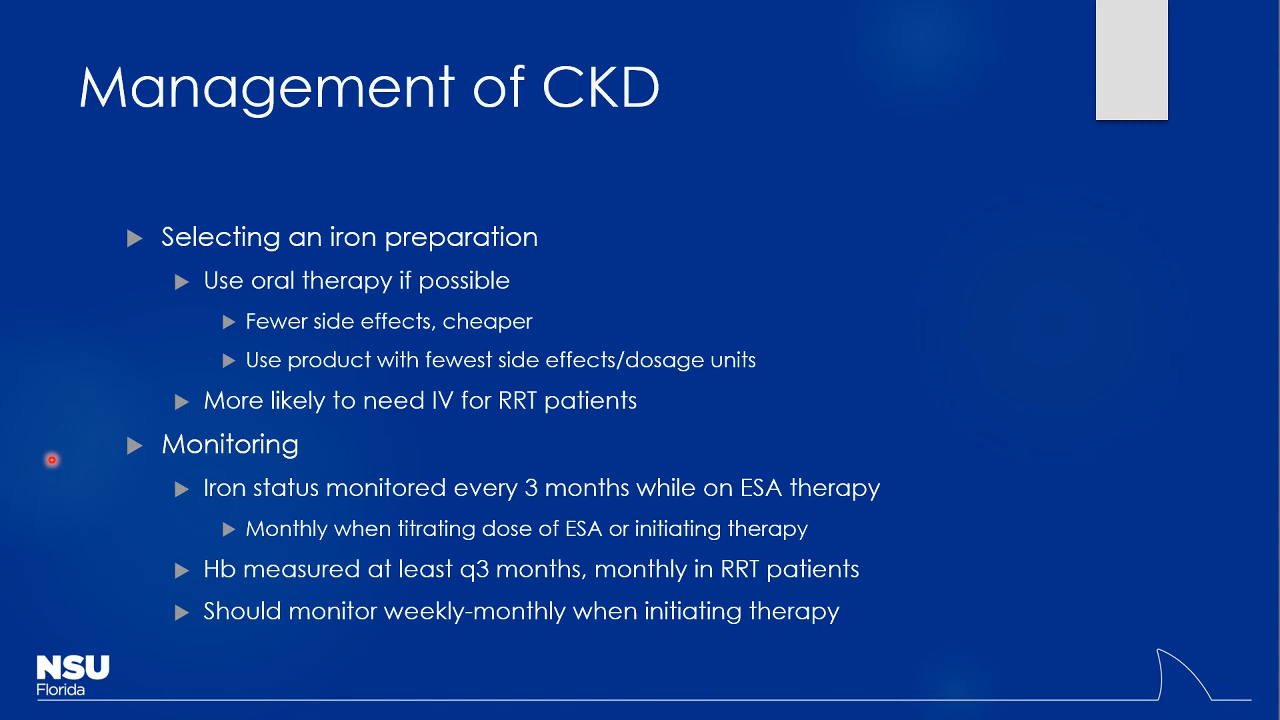 Management of CKD
Selecting an iron preparation
Use oral therapy if possible
Fewer side effects, cheaper
Use product with fewest side effects/dosage units
More likely to need IV for RRT patients
Monitoring
Iron status monitored every 3 months while on ESA therapy
Monthly when titrating dose of ESA or initiating therapy
Hb measured at least q3 months, monthly in RRT patients
Should monitor weekly-monthly when initiating therapy
NSU
Florida